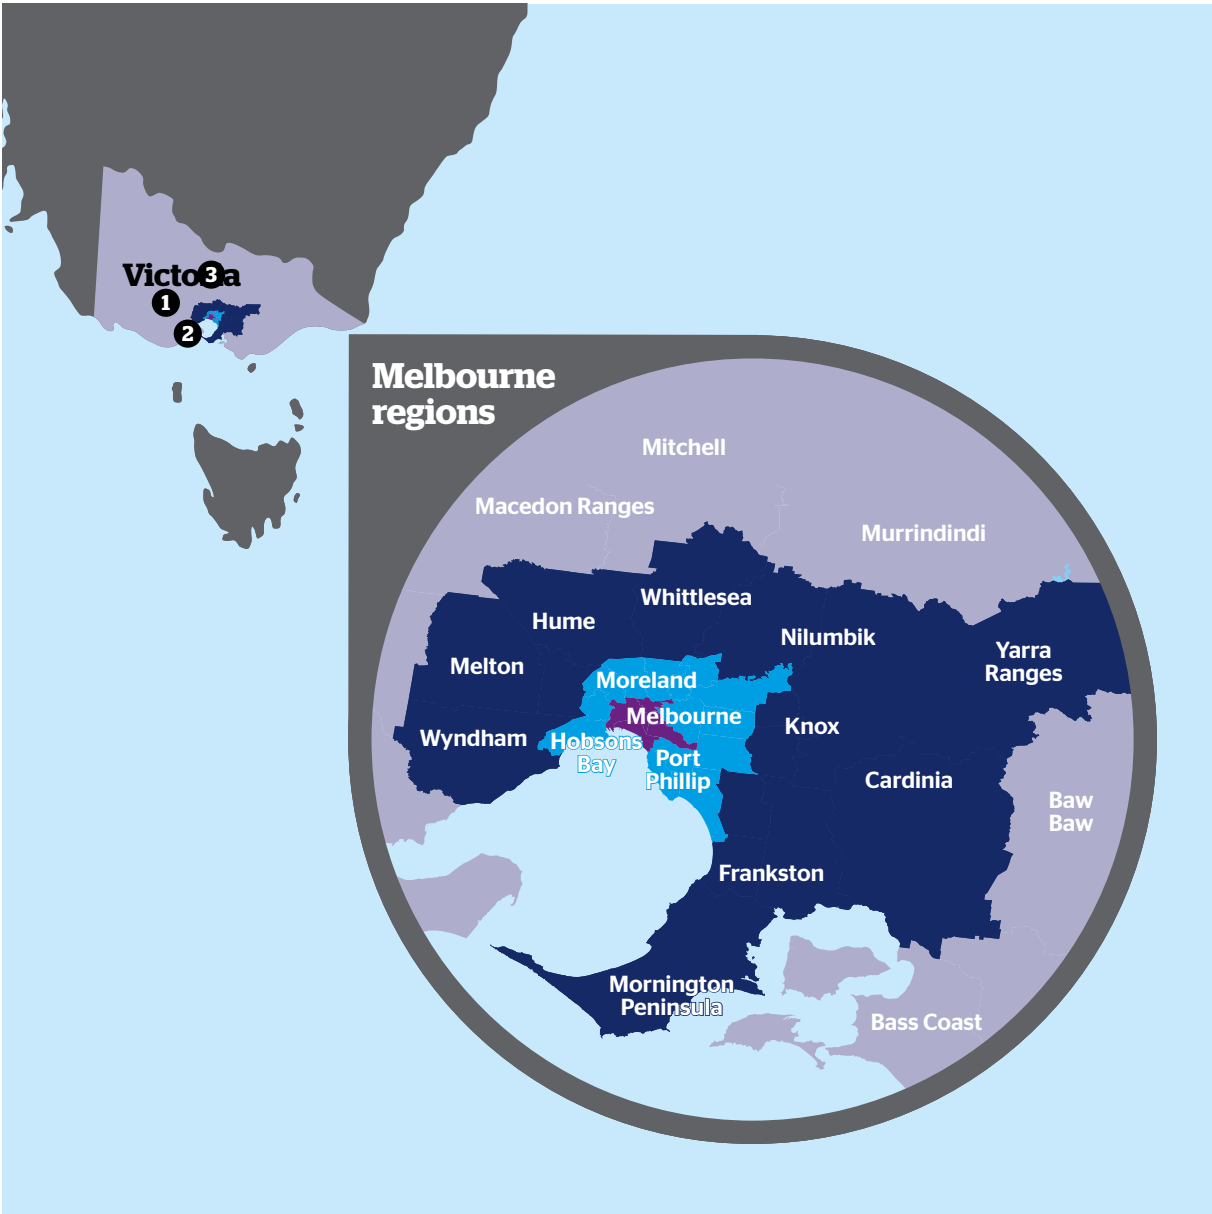 Victoria
3
1
2
Melbourne
regions
Mitchell
Macedon Ranges
Murrindindi
Whittlesea
Hume
Nilumbik
Yarra
Ranges
Melton
Moreland
Melbourne
Knox
Wyndham
Hobsons
Bay
Port
Phillip
Cardinia
Baw
Baw
Frankston
Mornington
Peninsula
Bass Coast